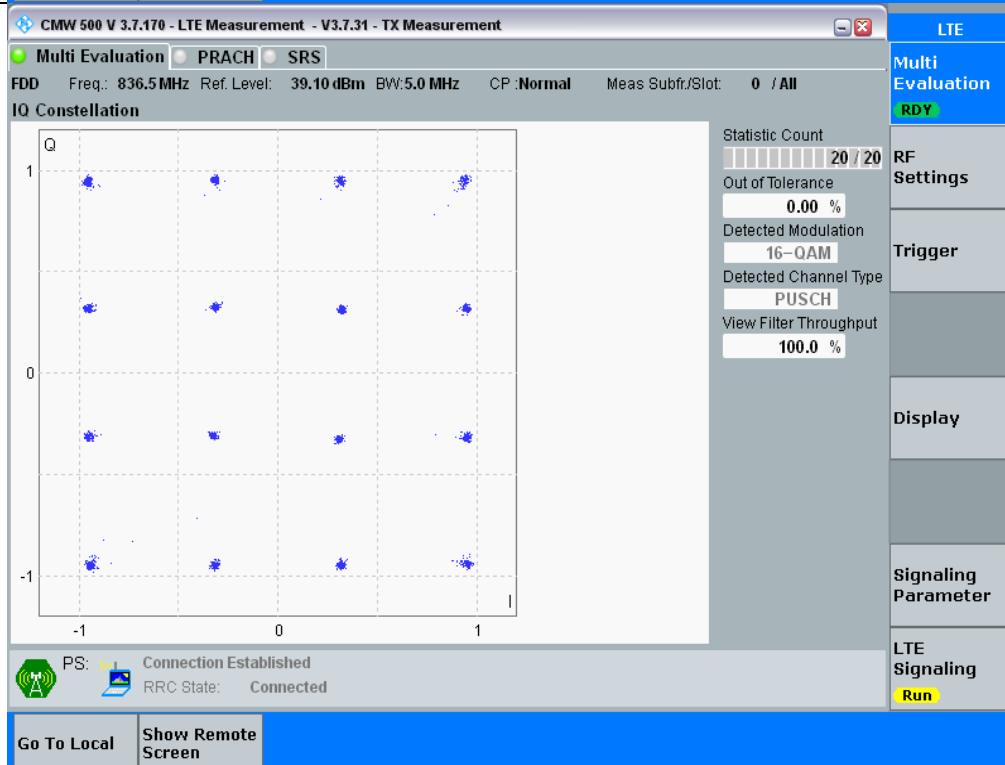 CMW 500 V 3.7.170 - LTE Measurement - V3.7.31 - TX Measurement
LTE
Multi Evaluation PRACH SRS
FDD Freq.: 836.5 MHz Ref. Level: 39.10 dBm BW:5.0 MHz CP :Normal Meas Subfr./Slot: 0 / All
IQ Constellation
Q
1
0
-1
-1 0 1
I
Statistic Count
20 / 20
Out of Tolerance
0.00 %
Detected Modulation
16-QAM
Detected Channel Type
PUSCH
View Filter Throughput
100.0 %
Multi
Evaluation
RDY
RF
Settings
Trigger
Display
Signaling
Parameter
LTE
Signaling
Run
PS: Connection Established
RRC State: Connected
Go To Local
Show Remote
Screen